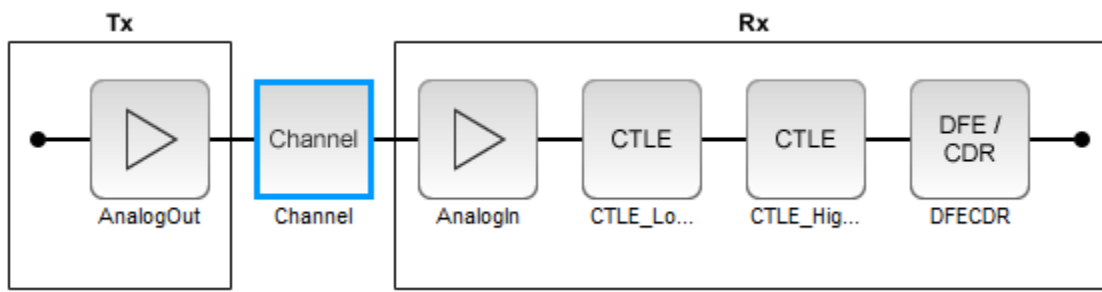 Tx
Rx
Channel
CTLE
CTLE
DFE /
CDR
AnalogOut
Channel
AnalogIn
CTLE_Lo...
CTLE_Hig...
DFECDR